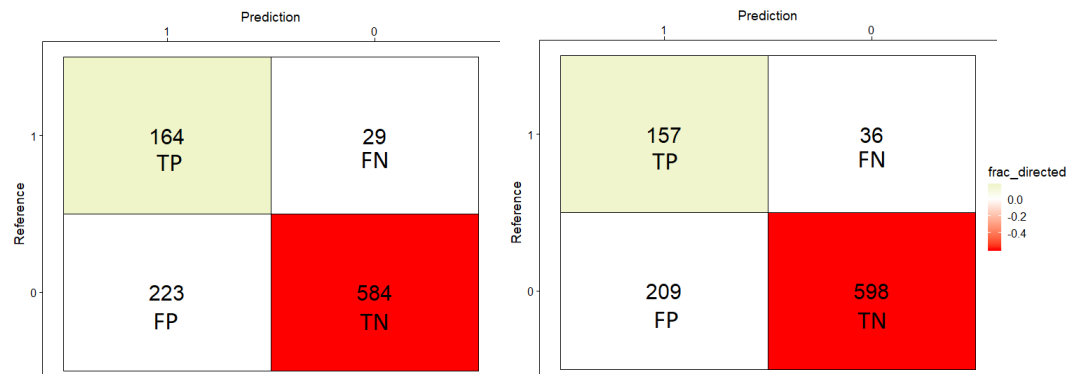 Prediction
1 0
Reference
1
164 29
TP FN
0
223 584
FP TN
Prediction
1 0
Reference
1
157 36
TP FN
0
209 598
FP TN
frac_directed
0.0
-0.2
-0.4